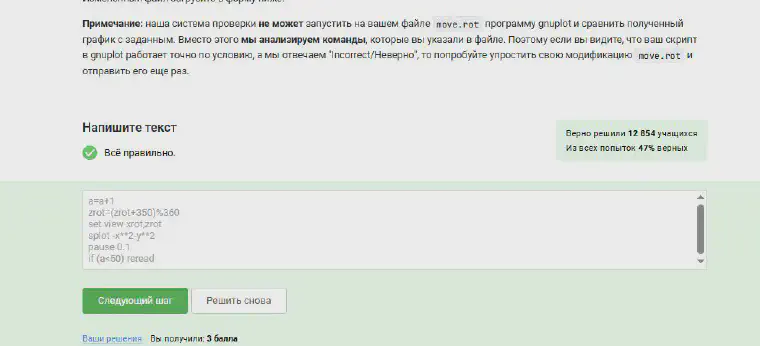 Примечание: наша система проверки не может запустить на вашем файле move.rot программу gnuplot и сравнить полученный
график с заданным. Вместо этого мы анализируем команды, которые вы указали в файле. Поэтому если вы видите, что ваш скрипт
в gnuplot работает точно по условию, а мы отвечаем "Incorrect/Неверно", то попробуйте упростить свою модификацию move.rot и
отправить его еще раз.
Напишите текст
Верно решили 12 854 учащихся
Из всех попыток 47% верных
Всё правильно.
a=a+1
zrot=(zrot+350)%360
set view xrot,zrot
splot -x**2-y**2
pause 0.1
if (a<50) reread
Следующий шаг
Решить снова
Ваши решения Вы получили: 3 балла